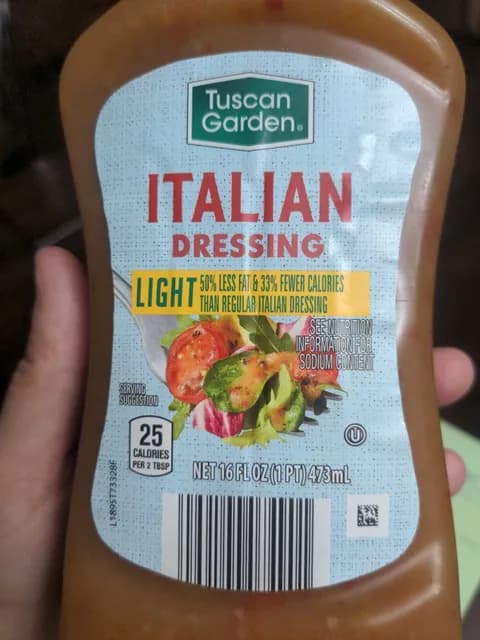 Tuscan
Garden®
ITALIAN
DRESSING
LIGHT
50% LESS FAT & 33% FEWER CALORIES
THAN REGULAR ITALIAN DRESSING
SEE NUTRITION
INFORMATION FOR
SODIUM CONTENT
SERVING
SUGGESTION
25
CALORIES
PER 2 TBSP
U
NET 16 FL OZ (1 PT) 473mL